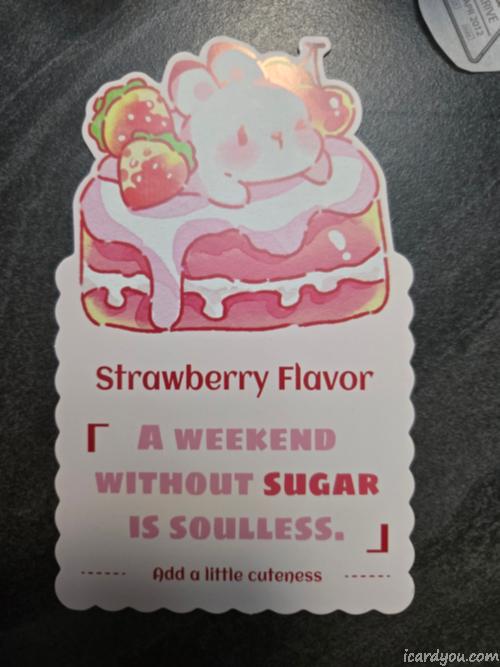 Strawberry Flavor
「A WEEKEND
WITHOUT SUGAR
IS SOULLESS.」
Add a little cuteness
icardyou.com